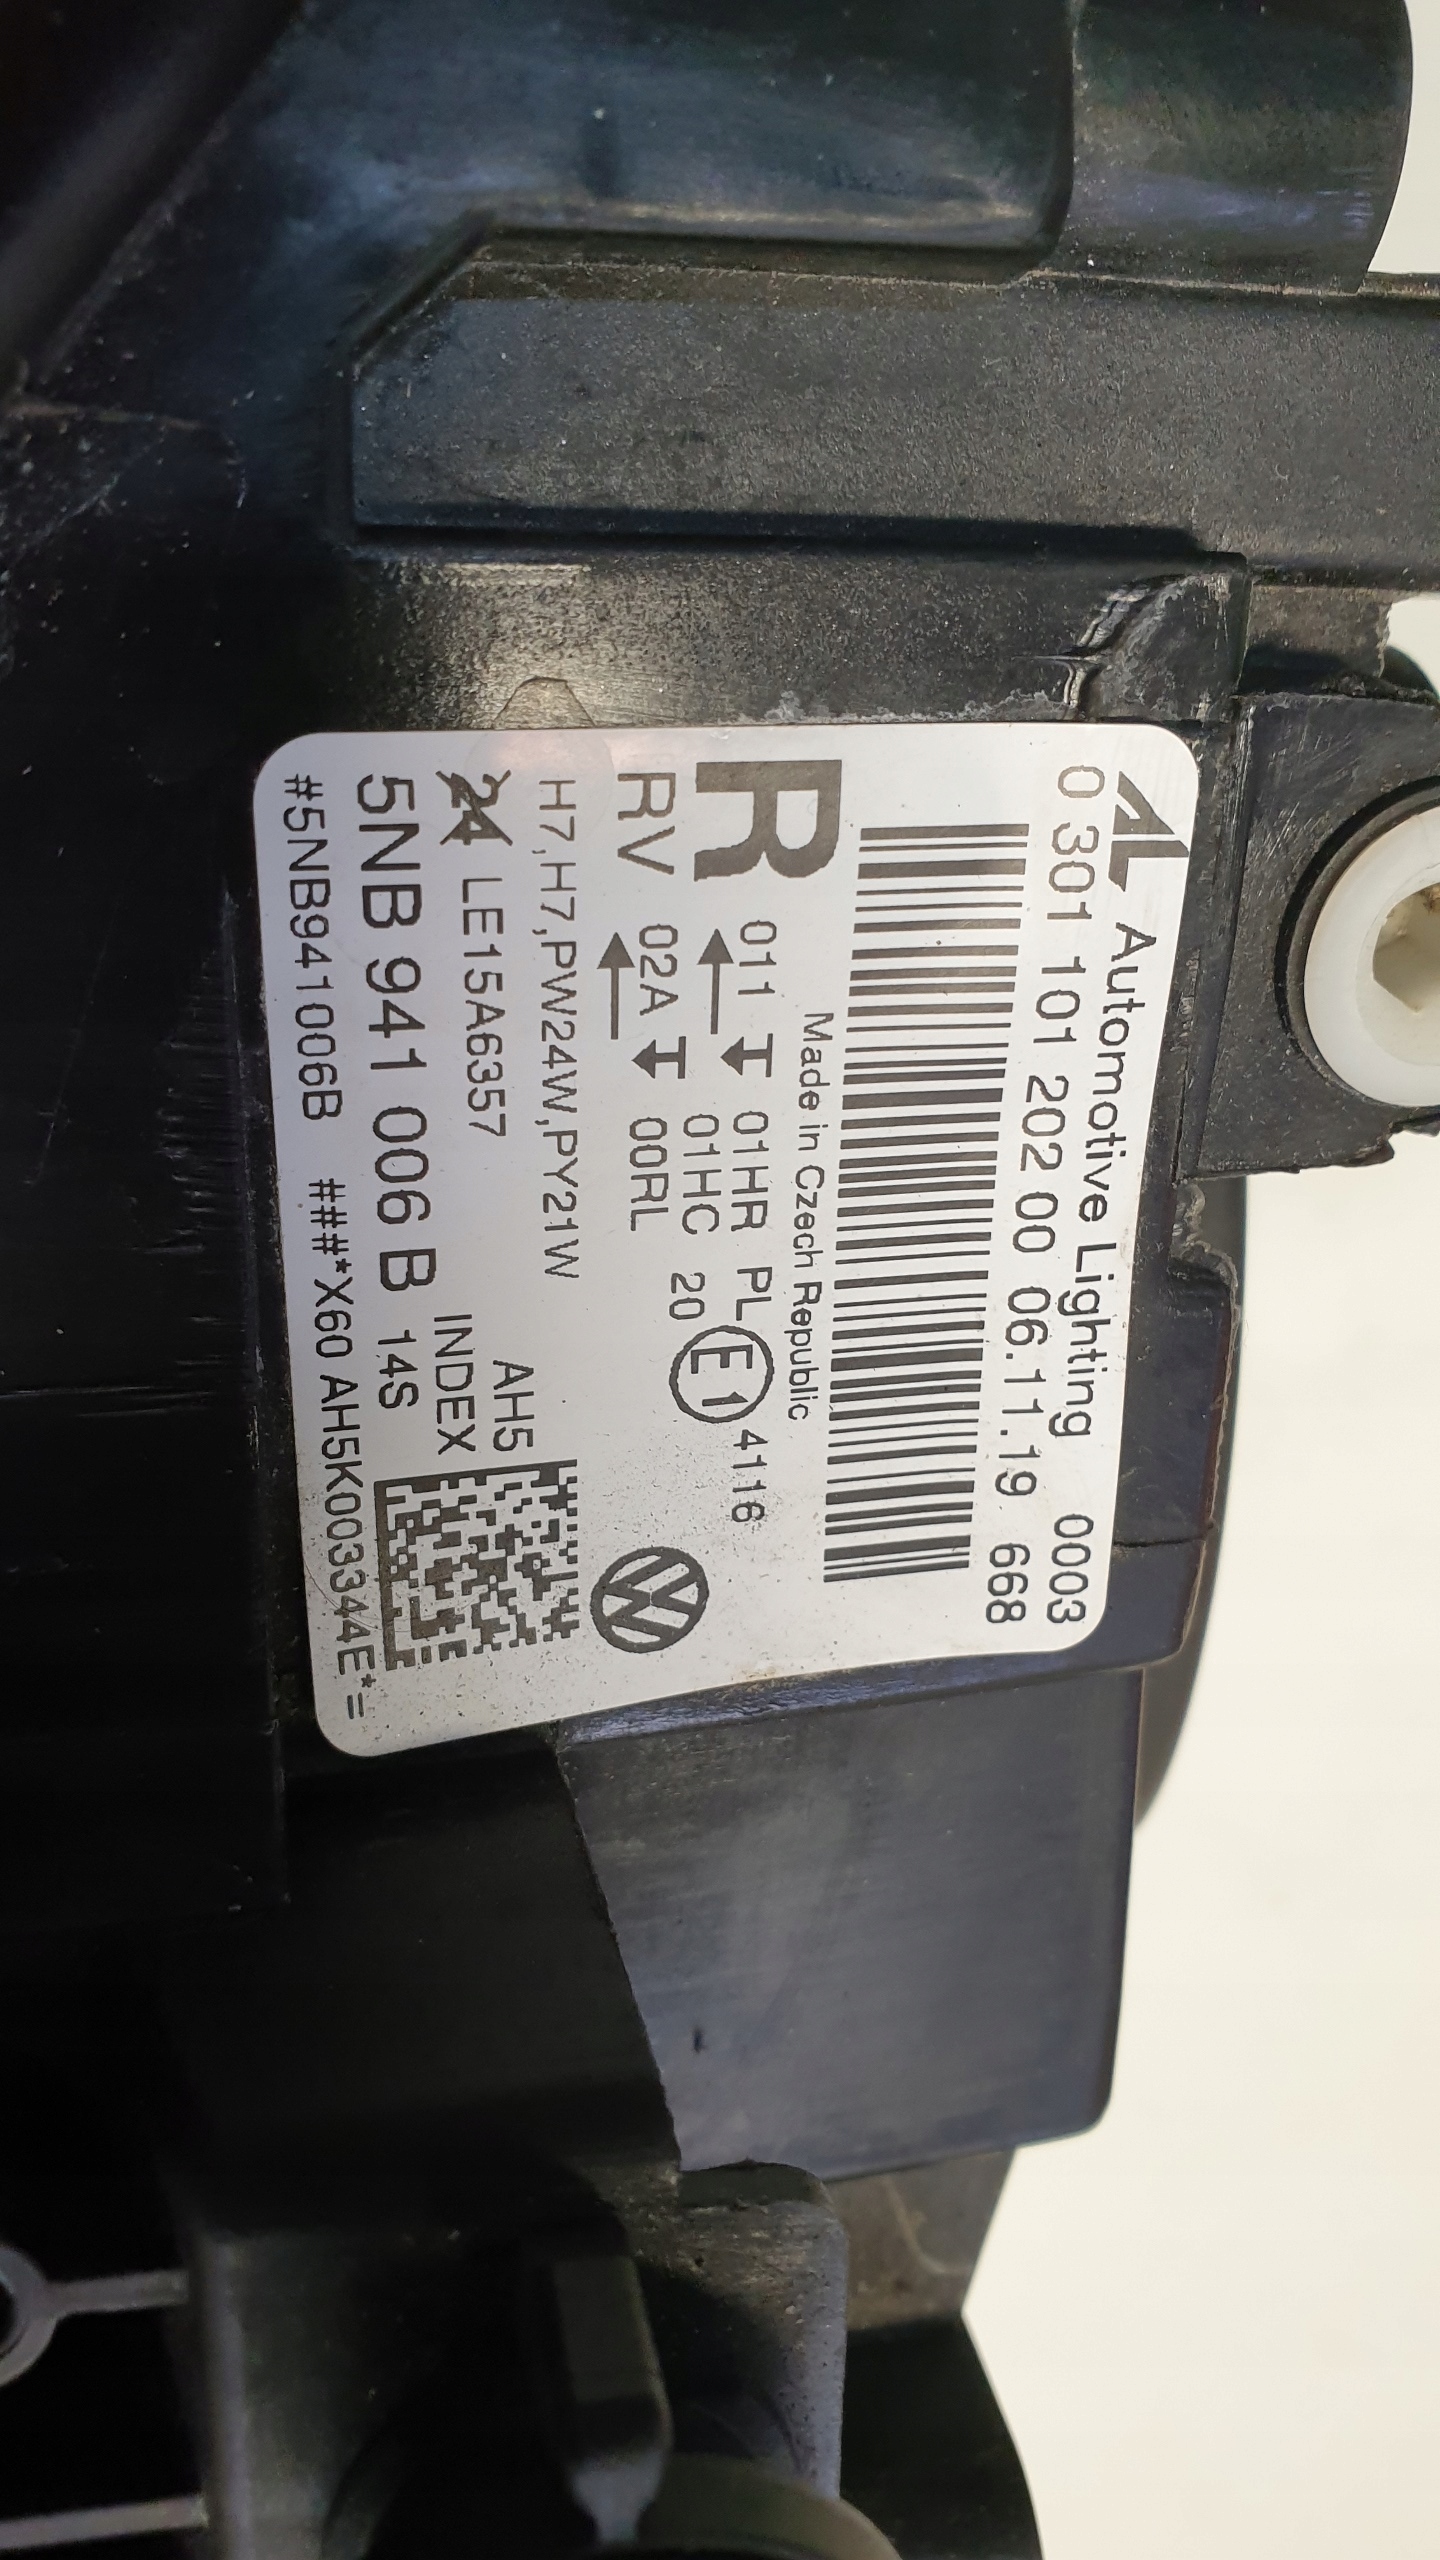 AL Automotive Lighting 0003
0 301 101 202 00 06.11.19 668
Made in Czech Republic
R 011 01HR PL E1 4116
01HC 20
RV 02A 00RL
H7,H7,PW24W,PY21W
24 LE15A6357 AH5
INDEX
5NB 941 006 B 14S
#5NB941006B ###*X60 AH5K003344E*=